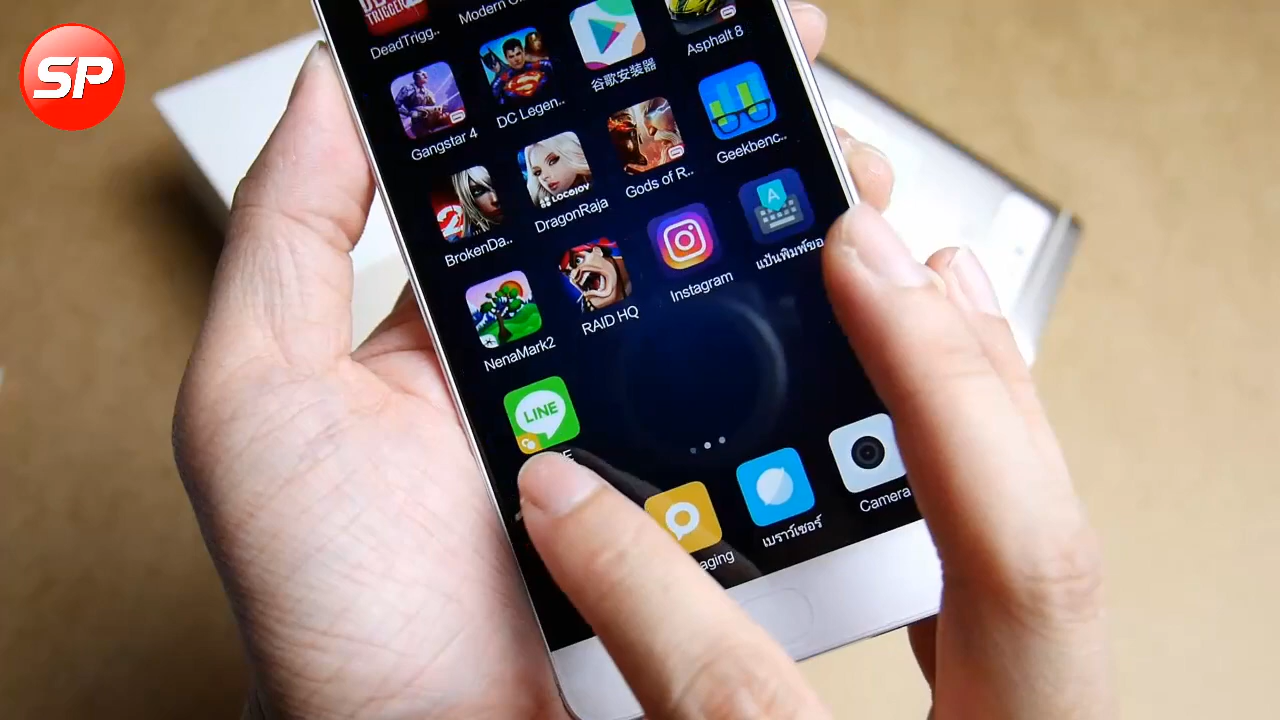 SP
TRIGGER
DeadTrigg..
Modern
谷歌安装器
Asphalt 8
Gangstar 4
DC Legen..
Gods of R..
Geekbenc..
BrokenDa..
LOCOJOY
DragonRaja
NenaMark2
RAID HQ
Instagram
แป้นพิมพ์ขอ
LINE
เบราว์เซอร์
Camera